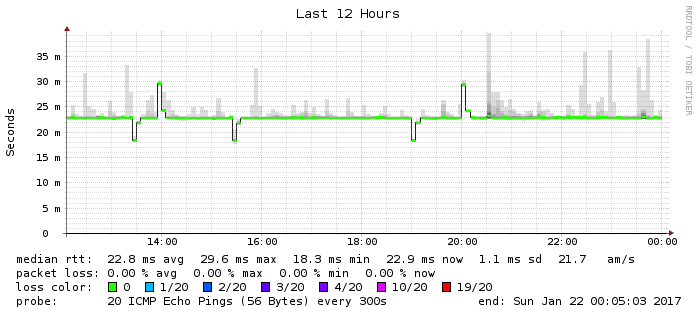 Last 12 Hours
RRDTOOL / TOBI OETIKER
Seconds
35 m
30 m
25 m
20 m
15 m
10 m
5 m
0
14:00 16:00 18:00 20:00 22:00 00:00
median rtt: 22.8 ms avg 29.6 ms max 18.3 ms min 22.9 ms now 1.1 ms sd 21.7 am/s
packet loss: 0.00 % avg 0.00 % max 0.00 % min 0.00 % now
loss color: 0 1/20 2/20 3/20 4/20 10/20 19/20
probe: 20 ICMP Echo Pings (56 Bytes) every 300s end: Sun Jan 22 00:05:03 2017